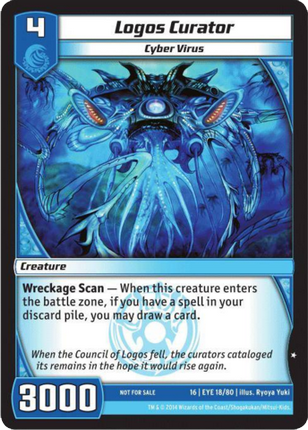 4
Logos Curator
Cyber Virus
Creature
Wreckage Scan — When this creature enters
the battle zone, if you have a spell in your
discard pile, you may draw a card.
When the Council of Logos fell, the curators cataloged
its remains in the hope it would rise again.
3000
NOT FOR SALE
16 | EYE 18/80 | illus. Ryoya Yuki
TM & © 2014 Wizards of the Coast/Shogakukan/Mitsui-Kids